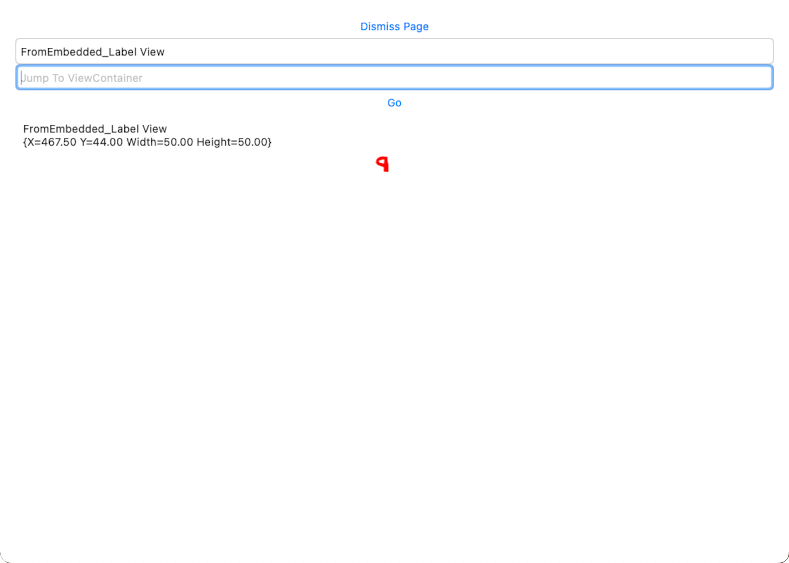 Dismiss Page
FromEmbedded_Label View
Jump To ViewContainer
Go
FromEmbedded_Label View
{X=467.50 Y=44.00 Width=50.00 Height=50.00}